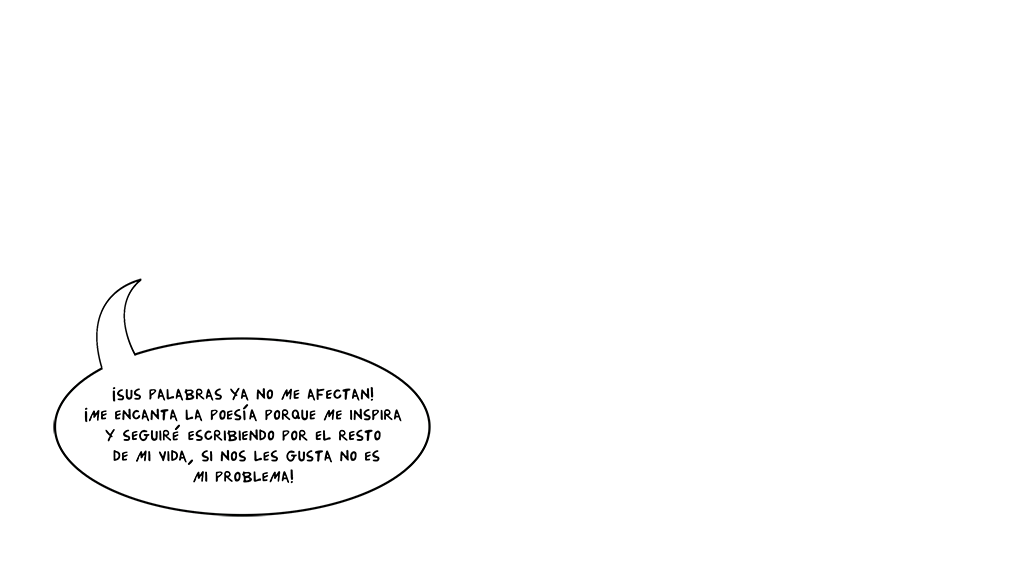 ¡SUS PALABRAS YA NO ME AFECTAN!
¡ME ENCANTA LA POESÍA PORQUE ME INSPIRA
Y SEGUIRÉ ESCRIBIENDO POR EL RESTO
DE MI VIDA, SI NOS LES GUSTA NO ES
MI PROBLEMA!